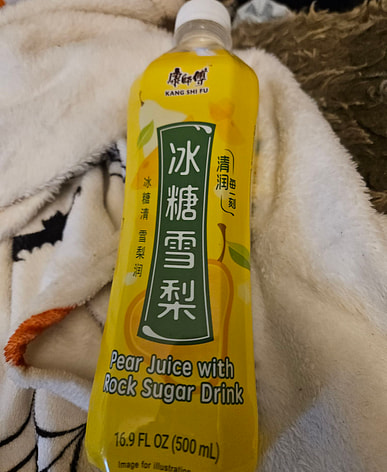 康師傅
KANG SHI FU
清润
每一刻
冰糖雪梨
冰糖清 雪梨润
Pear Juice with
Rock Sugar Drink
16.9 FL OZ (500 mL)
Image for illustration